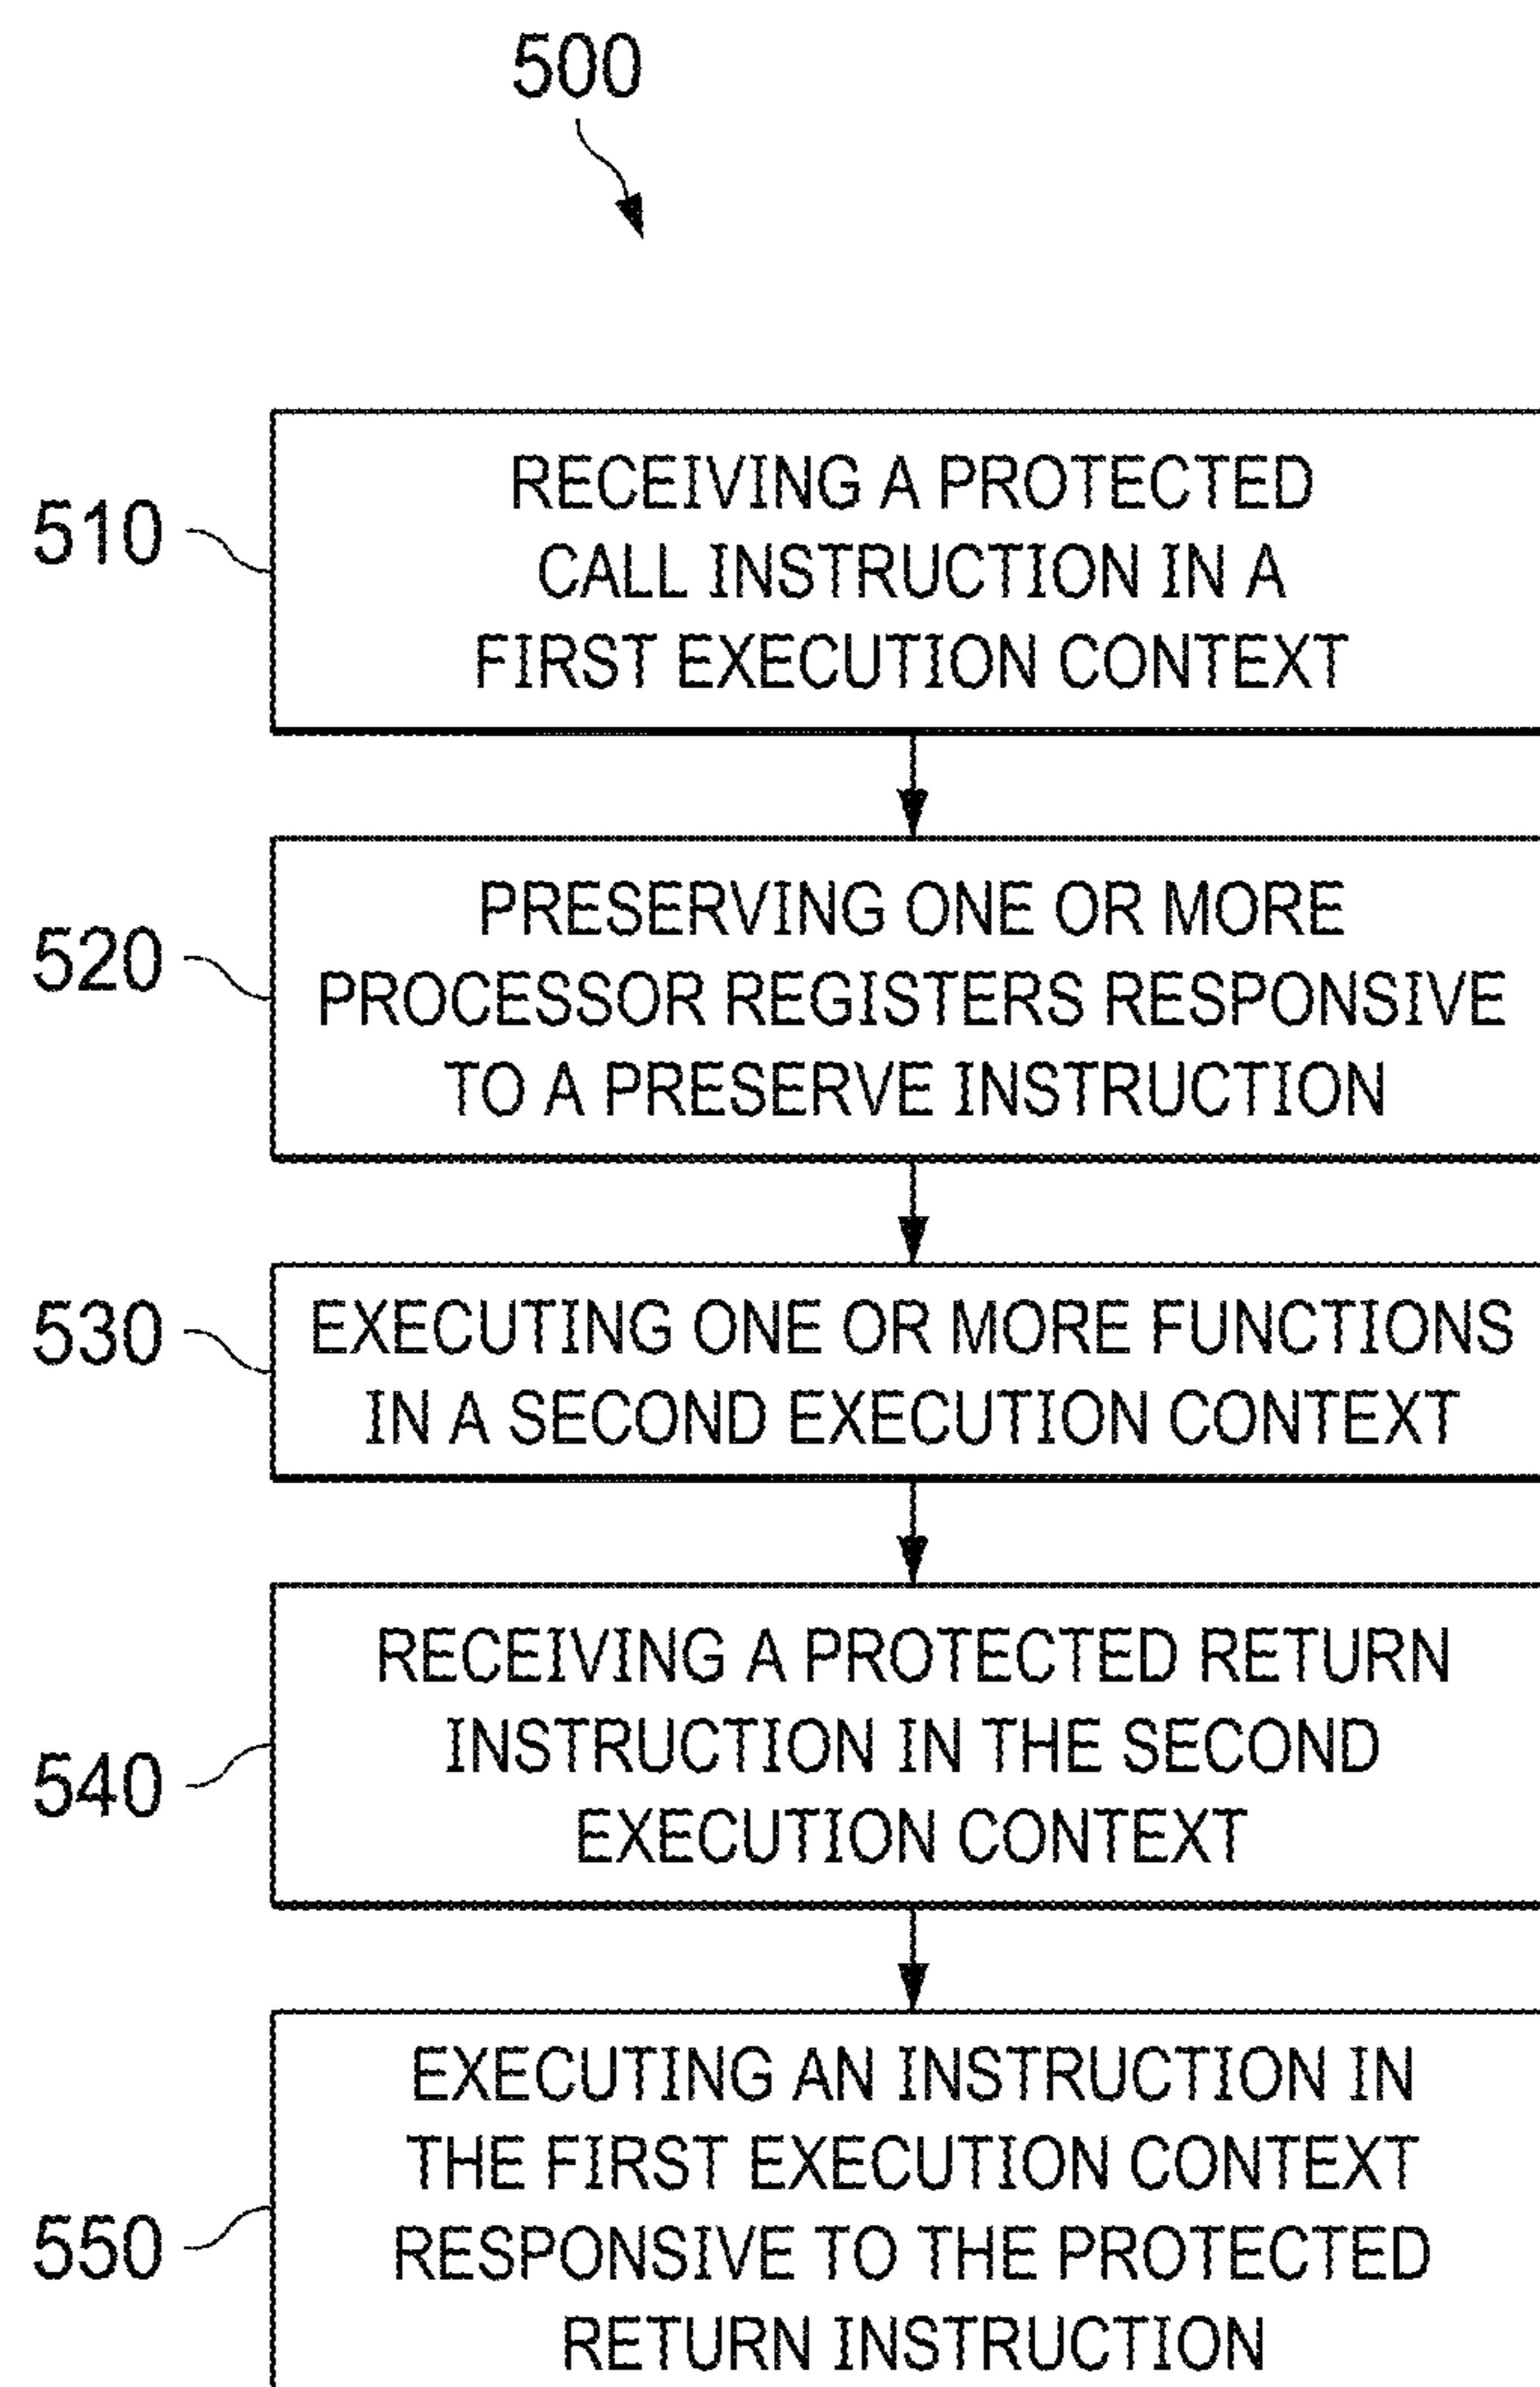 500
510
RECEIVING A PROTECTED
CALL INSTRUCTION IN A
FIRST EXECUTION CONTEXT
520
PRESERVING ONE OR MORE
PROCESSOR REGISTERS RESPONSIVE
TO A PRESERVE INSTRUCTION
530
EXECUTING ONE OR MORE FUNCTIONS
IN A SECOND EXECUTION CONTEXT
540
RECEIVING A PROTECTED RETURN
INSTRUCTION IN THE SECOND
EXECUTION CONTEXT
550
EXECUTING AN INSTRUCTION IN
THE FIRST EXECUTION CONTEXT
RESPONSIVE TO THE PROTECTED
RETURN INSTRUCTION